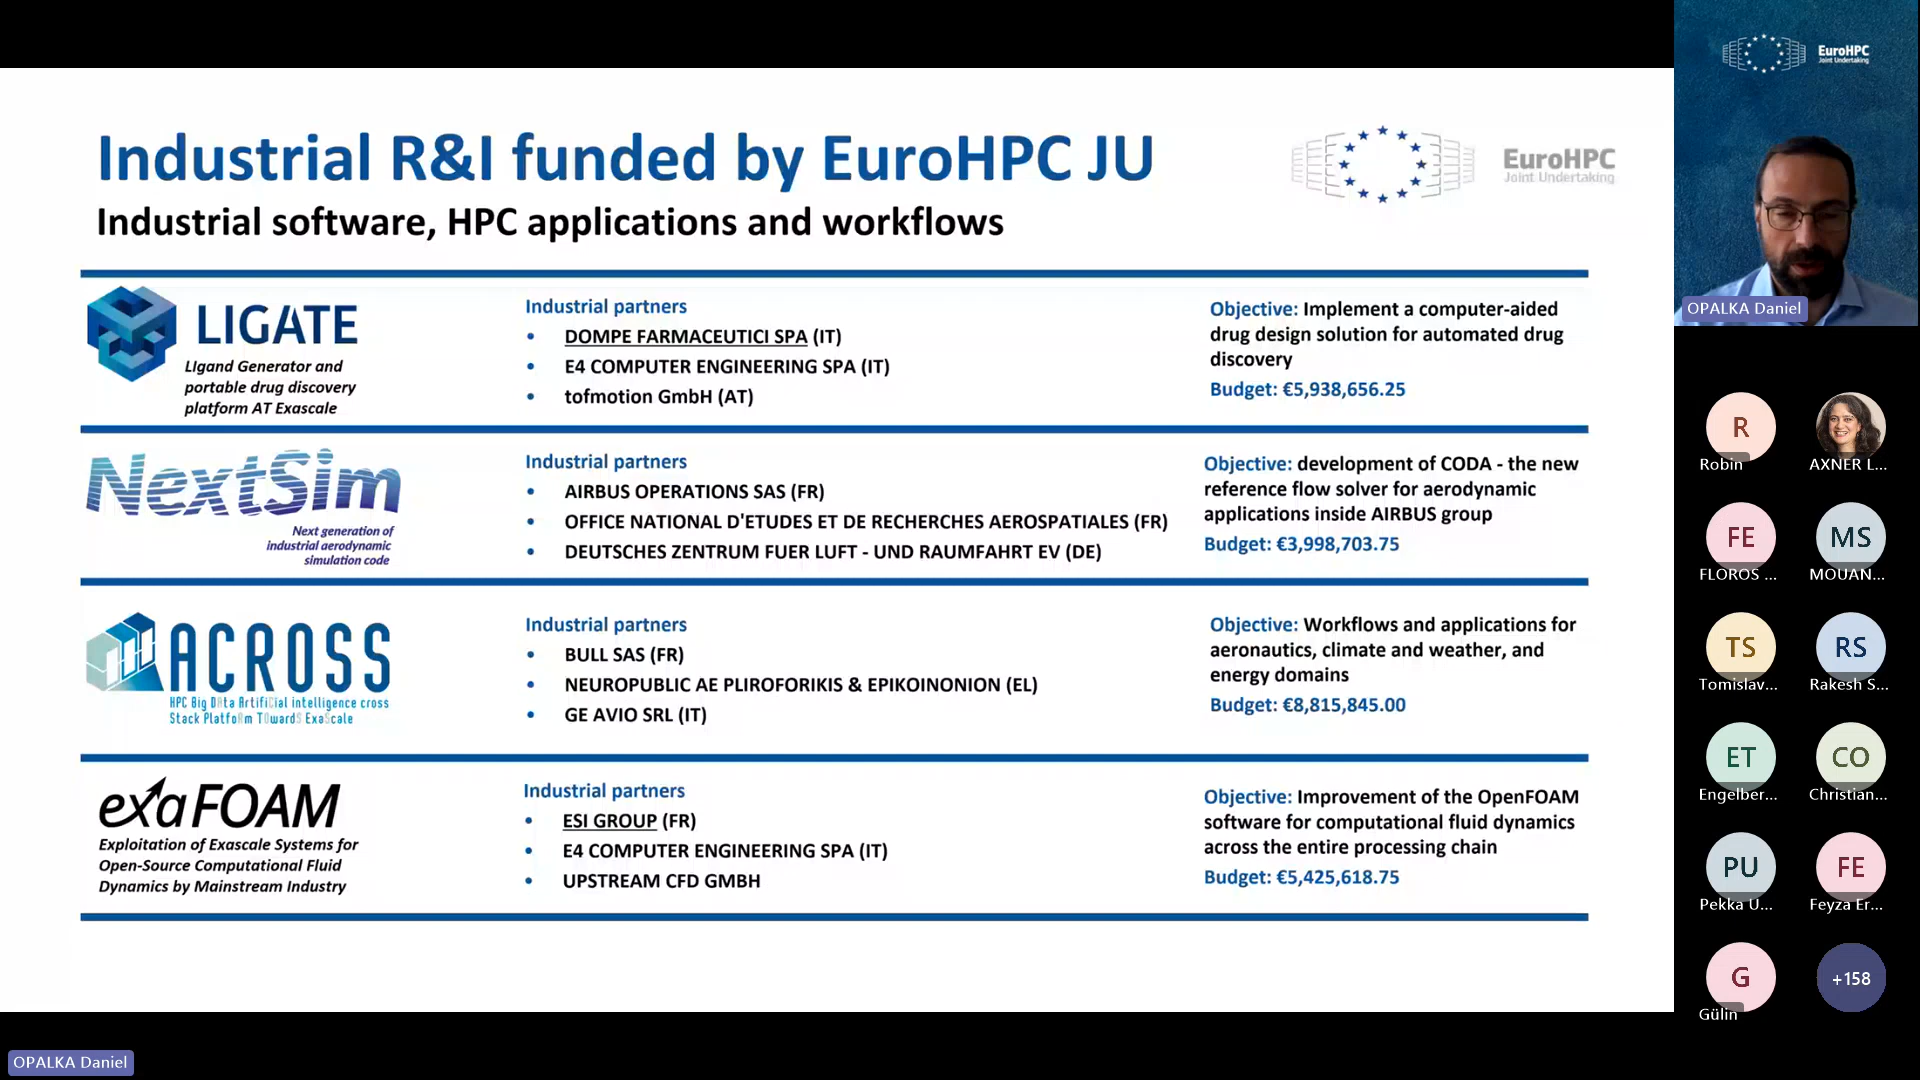 Industrial R&I funded by EuroHPC JU
Industrial software, HPC applications and workflows
EuroHPC
Joint Undertaking
LIGATE
LIgand Generator and
portable drug discovery
platform AT Exascale
Industrial partners
• DOMPE FARMACEUTICI SPA (IT)
• E4 COMPUTER ENGINEERING SPA (IT)
• tofmotion GmbH (AT)
Objective: Implement a computer-aided
drug design solution for automated drug
discovery
Budget: €5,938,656.25
NextSim
Next generation of
industrial aerodynamic
simulation code
Industrial partners
• AIRBUS OPERATIONS SAS (FR)
• OFFICE NATIONAL D'ETUDES ET DE RECHERCHES AEROSPATIALES (FR)
• DEUTSCHES ZENTRUM FUER LUFT - UND RAUMFAHRT EV (DE)
Objective: development of CODA - the new
reference flow solver for aerodynamic
applications inside AIRBUS group
Budget: €3,998,703.75
ACROSS
HPC Big DAta ArtifiCial intelligence cross
Stack PlatfoRm TOwardS ExaScale
Industrial partners
• BULL SAS (FR)
• NEUROPUBLIC AE PLIROFORIKIS & EPIKOINONION (EL)
• GE AVIO SRL (IT)
Objective: Workflows and applications for
aeronautics, climate and weather, and
energy domains
Budget: €8,815,845.00
exaFOAM
Exploitation of Exascale Systems for
Open-Source Computational Fluid
Dynamics by Mainstream Industry
Industrial partners
• ESI GROUP (FR)
• E4 COMPUTER ENGINEERING SPA (IT)
• UPSTREAM CFD GMBH
Objective: Improvement of the OpenFOAM
software for computational fluid dynamics
across the entire processing chain
Budget: €5,425,618.75
OPALKA Daniel
EuroHPC
Joint Undertaking
OPALKA Daniel
R
Robin
AXNER L...
FE
FLOROS ...
MS
MOUAN...
TS
Tomislav...
RS
Rakesh S...
ET
Engelber...
CO
Christian...
PU
Pekka U...
FE
Feyza Er...
G
Gülin
+158